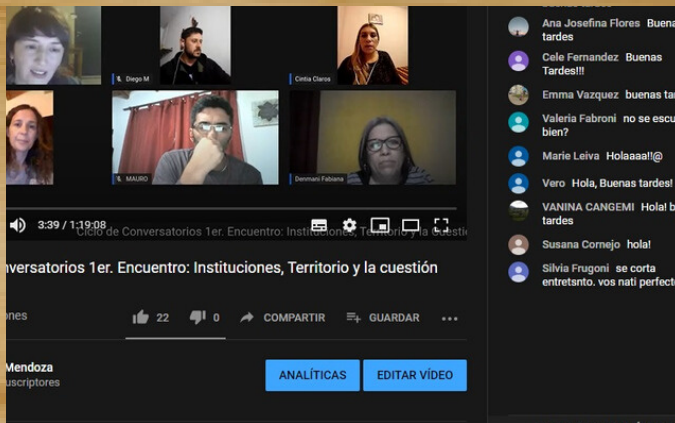 Diego M
Cintia Claros
MAURO
Denmani Fabiana
3:39 / 1:19:08
Ciclo de Conversatorios 1er. Encuentro: Instituciones, Territorio y la cuesti
nversatorios 1er. Encuentro: Instituciones, Territorio y la cuestión
ones
22
0
COMPARTIR
GUARDAR
Mendoza
uscriptores
ANALÍTICAS
EDITAR VÍDEO
tardes
Ana Josefina Flores Buena
tardes
Cele Fernandez Buenas
Tardes!!!
Emma Vazquez buenas tar
Valeria Fabroni no se escu
bien?
Marie Leiva Holaaaa!!@
Vero Hola, Buenas tardes!
VANINA CANGEMI Hola! b
tardes
Susana Cornejo hola!
Silvia Frugoni se corta
entretsnto. vos nati perfecto